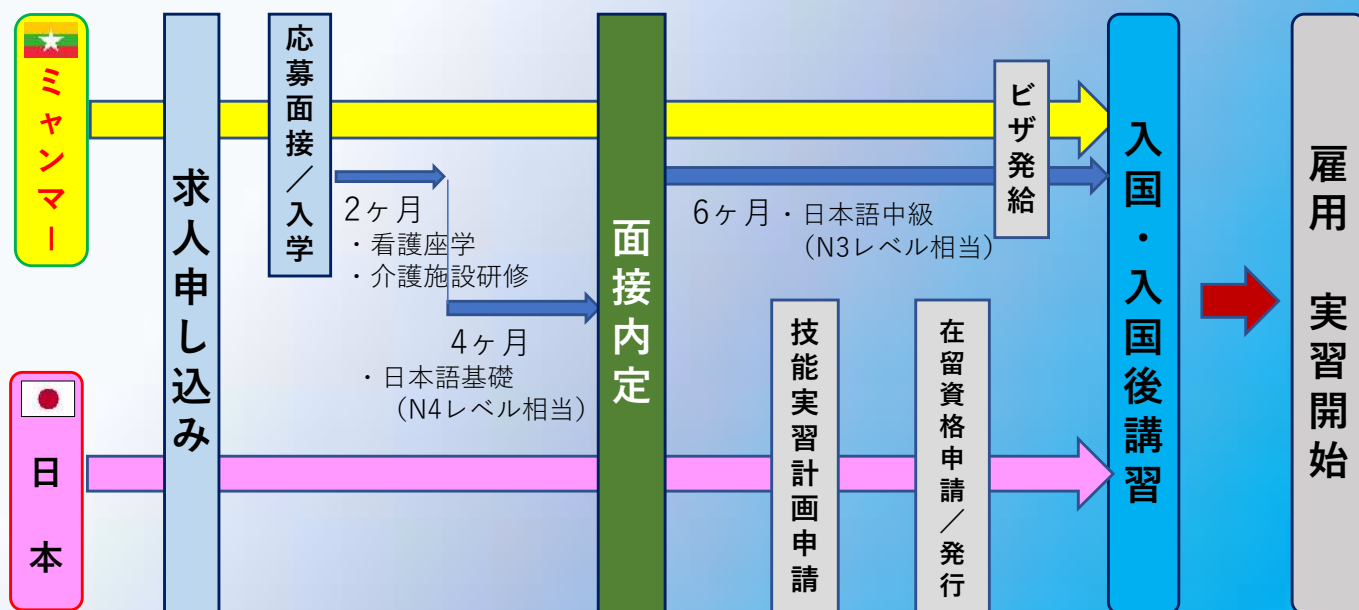 ミャンマー
日本
求人申し込み
応募面接／入学
2ヶ月
・看護座学
・介護施設研修
4ヶ月
・日本語基礎
（N4レベル相当）
面接内定
6ヶ月・日本語中級
（N3レベル相当）
技能実習計画申請
在留資格申請／発行
ビザ発給
入国・入国後講習
雇用　実習開始